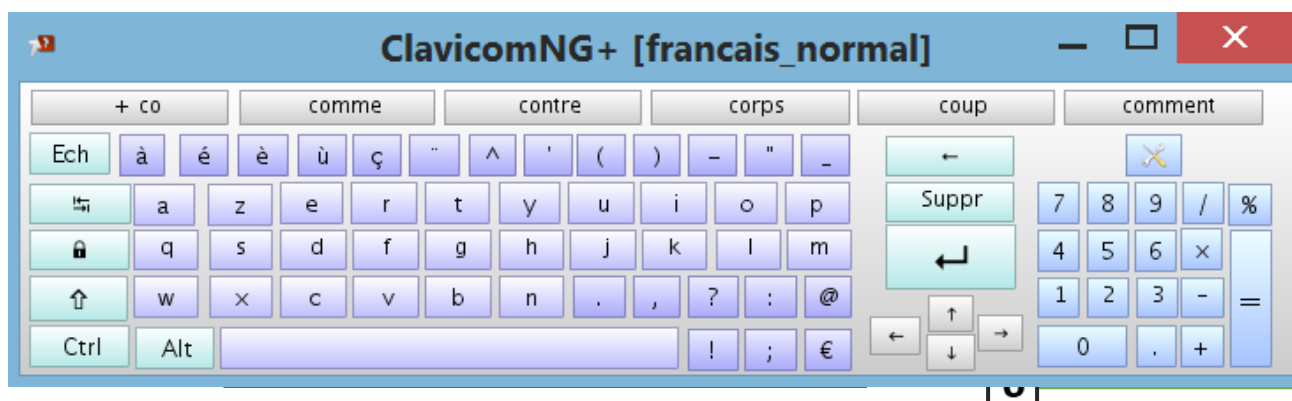 ClavicomNG+ [francais_normal]
+ co comme contre corps coup comment
Ech à é è ù ç ¨ ^ ' ( ) - " _ ←
a z e r t y u i o p Suppr 7 8 9 / %
q s d f g h j k l m ↵ 4 5 6 ×
⇧ w x c v b n . , ? : @ ↑ 1 2 3 - =
Ctrl Alt ! ; € ← ↓ → 0 . +